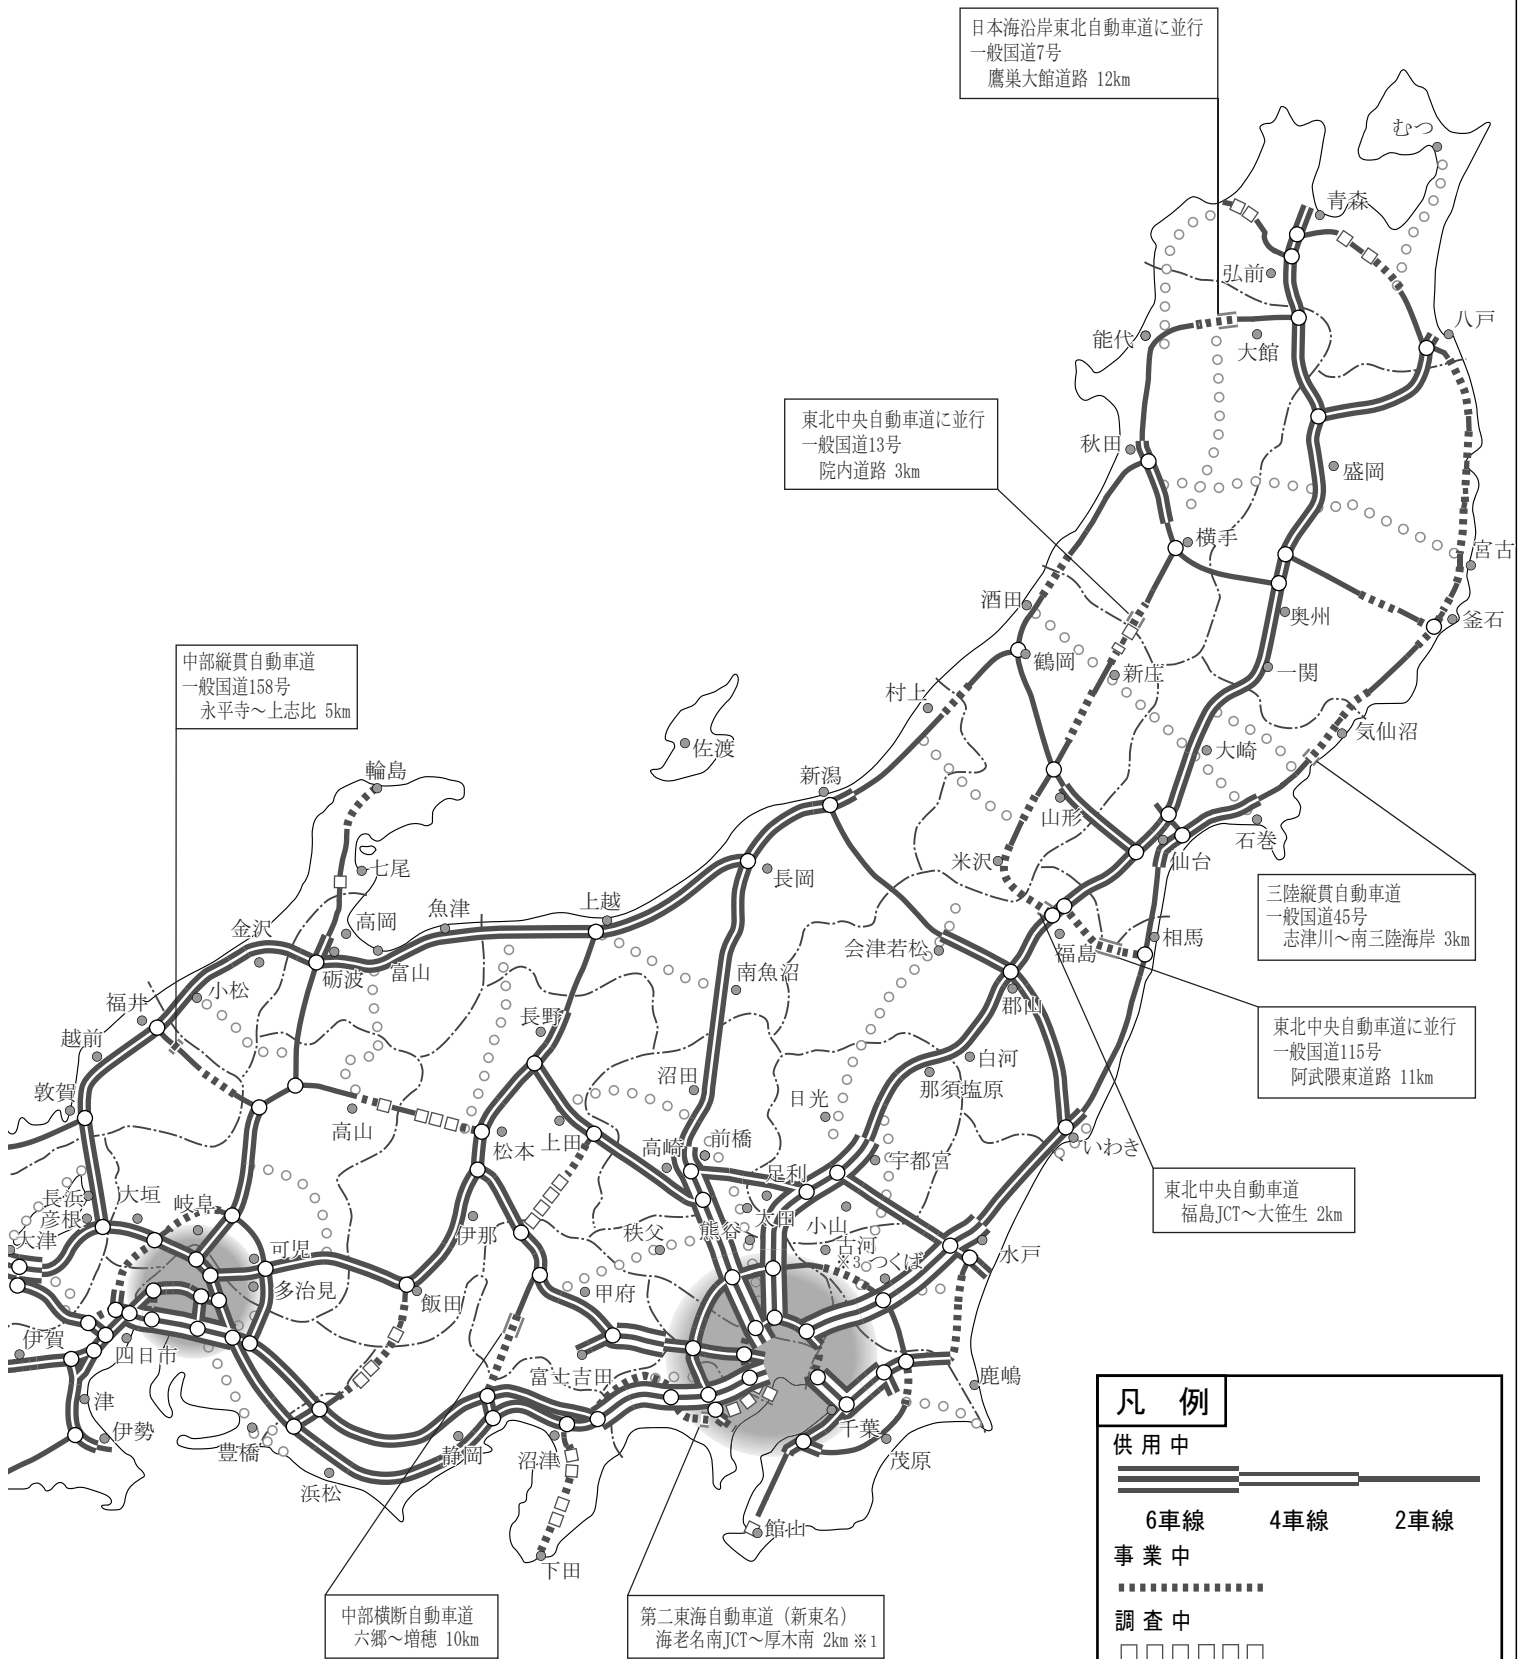 日本海沿岸東北自動車道に並行
一般国道7号
鷹巣大館道路 12km
むつ
青森
弘前
八戸
能代
大館
東北中央自動車道に並行
一般国道13号
院内道路 3km
秋田
盛岡
横手
宮古
酒田
奥州
釜石
鶴岡
新庄
一関
中部縦貫自動車道
一般国道158号
永平寺～上志比 5km
村上
気仙沼
佐渡
大崎
輪島
新潟
山形
石巻
仙台
米沢
七尾
長岡
三陸縦貫自動車道
一般国道45号
志津川～南三陸海岸 3km
上越
魚津
高岡
金沢
会津若松
福島
相馬
砺波
富山
南魚沼
小松
福井
郡山
長野
東北中央自動車道に並行
一般国道115号
阿武隈東道路 11km
越前
白河
沼田
那須塩原
敦賀
日光
高山
松本
上田
高崎
前橋
いわき
宇都宮
足利
東北中央自動車道
福島JCT～大笹生 2km
長浜
大垣
岐阜
彦根
太田
小山
伊那
秩父
熊谷
大津
可児
古河
※3
つくば
水戸
多治見
飯田
甲府
伊賀
四日市
富士吉田
鹿嶋
津
伊勢
豊橋
静岡
沼津
千葉
茂原
浜松
館山
下田
中部横断自動車道
六郷～増穂 10km
第二東海自動車道（新東名）
海老名南JCT～厚木南 2km ※1
凡 例
供用中
6車線 4車線 2車線
事業中
調査中